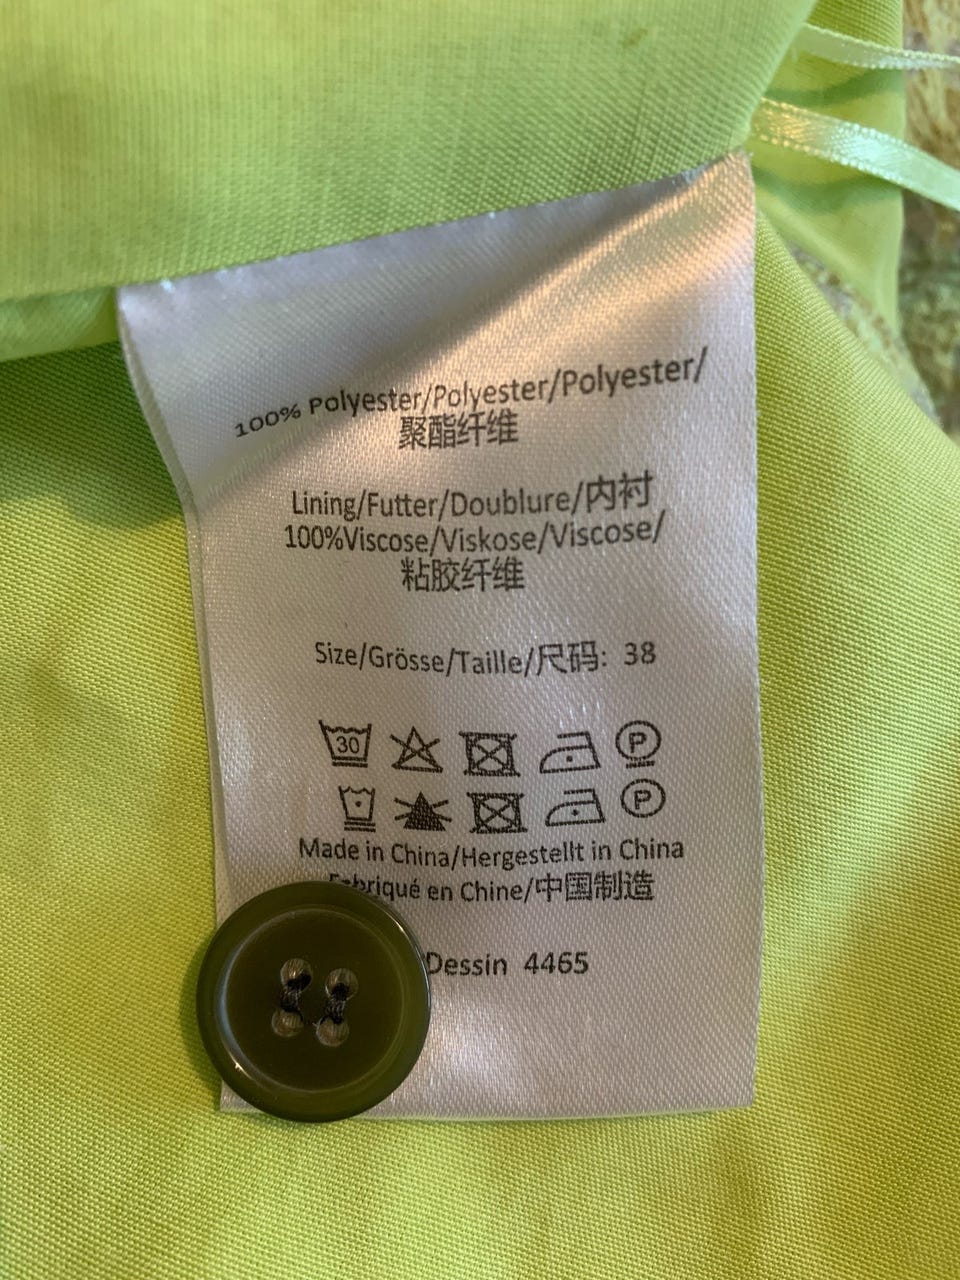 100% Polyester/Polyester/Polyester/
聚酯纤维
Lining/Futter/Doublure/内衬
100%Viscose/Viskose/Viscose/
粘胶纤维
Size/Grösse/Taille/尺码: 38
30 P
P
Made in China/Hergestellt in China
Fabriqué en Chine/中国制造
Dessin 4465